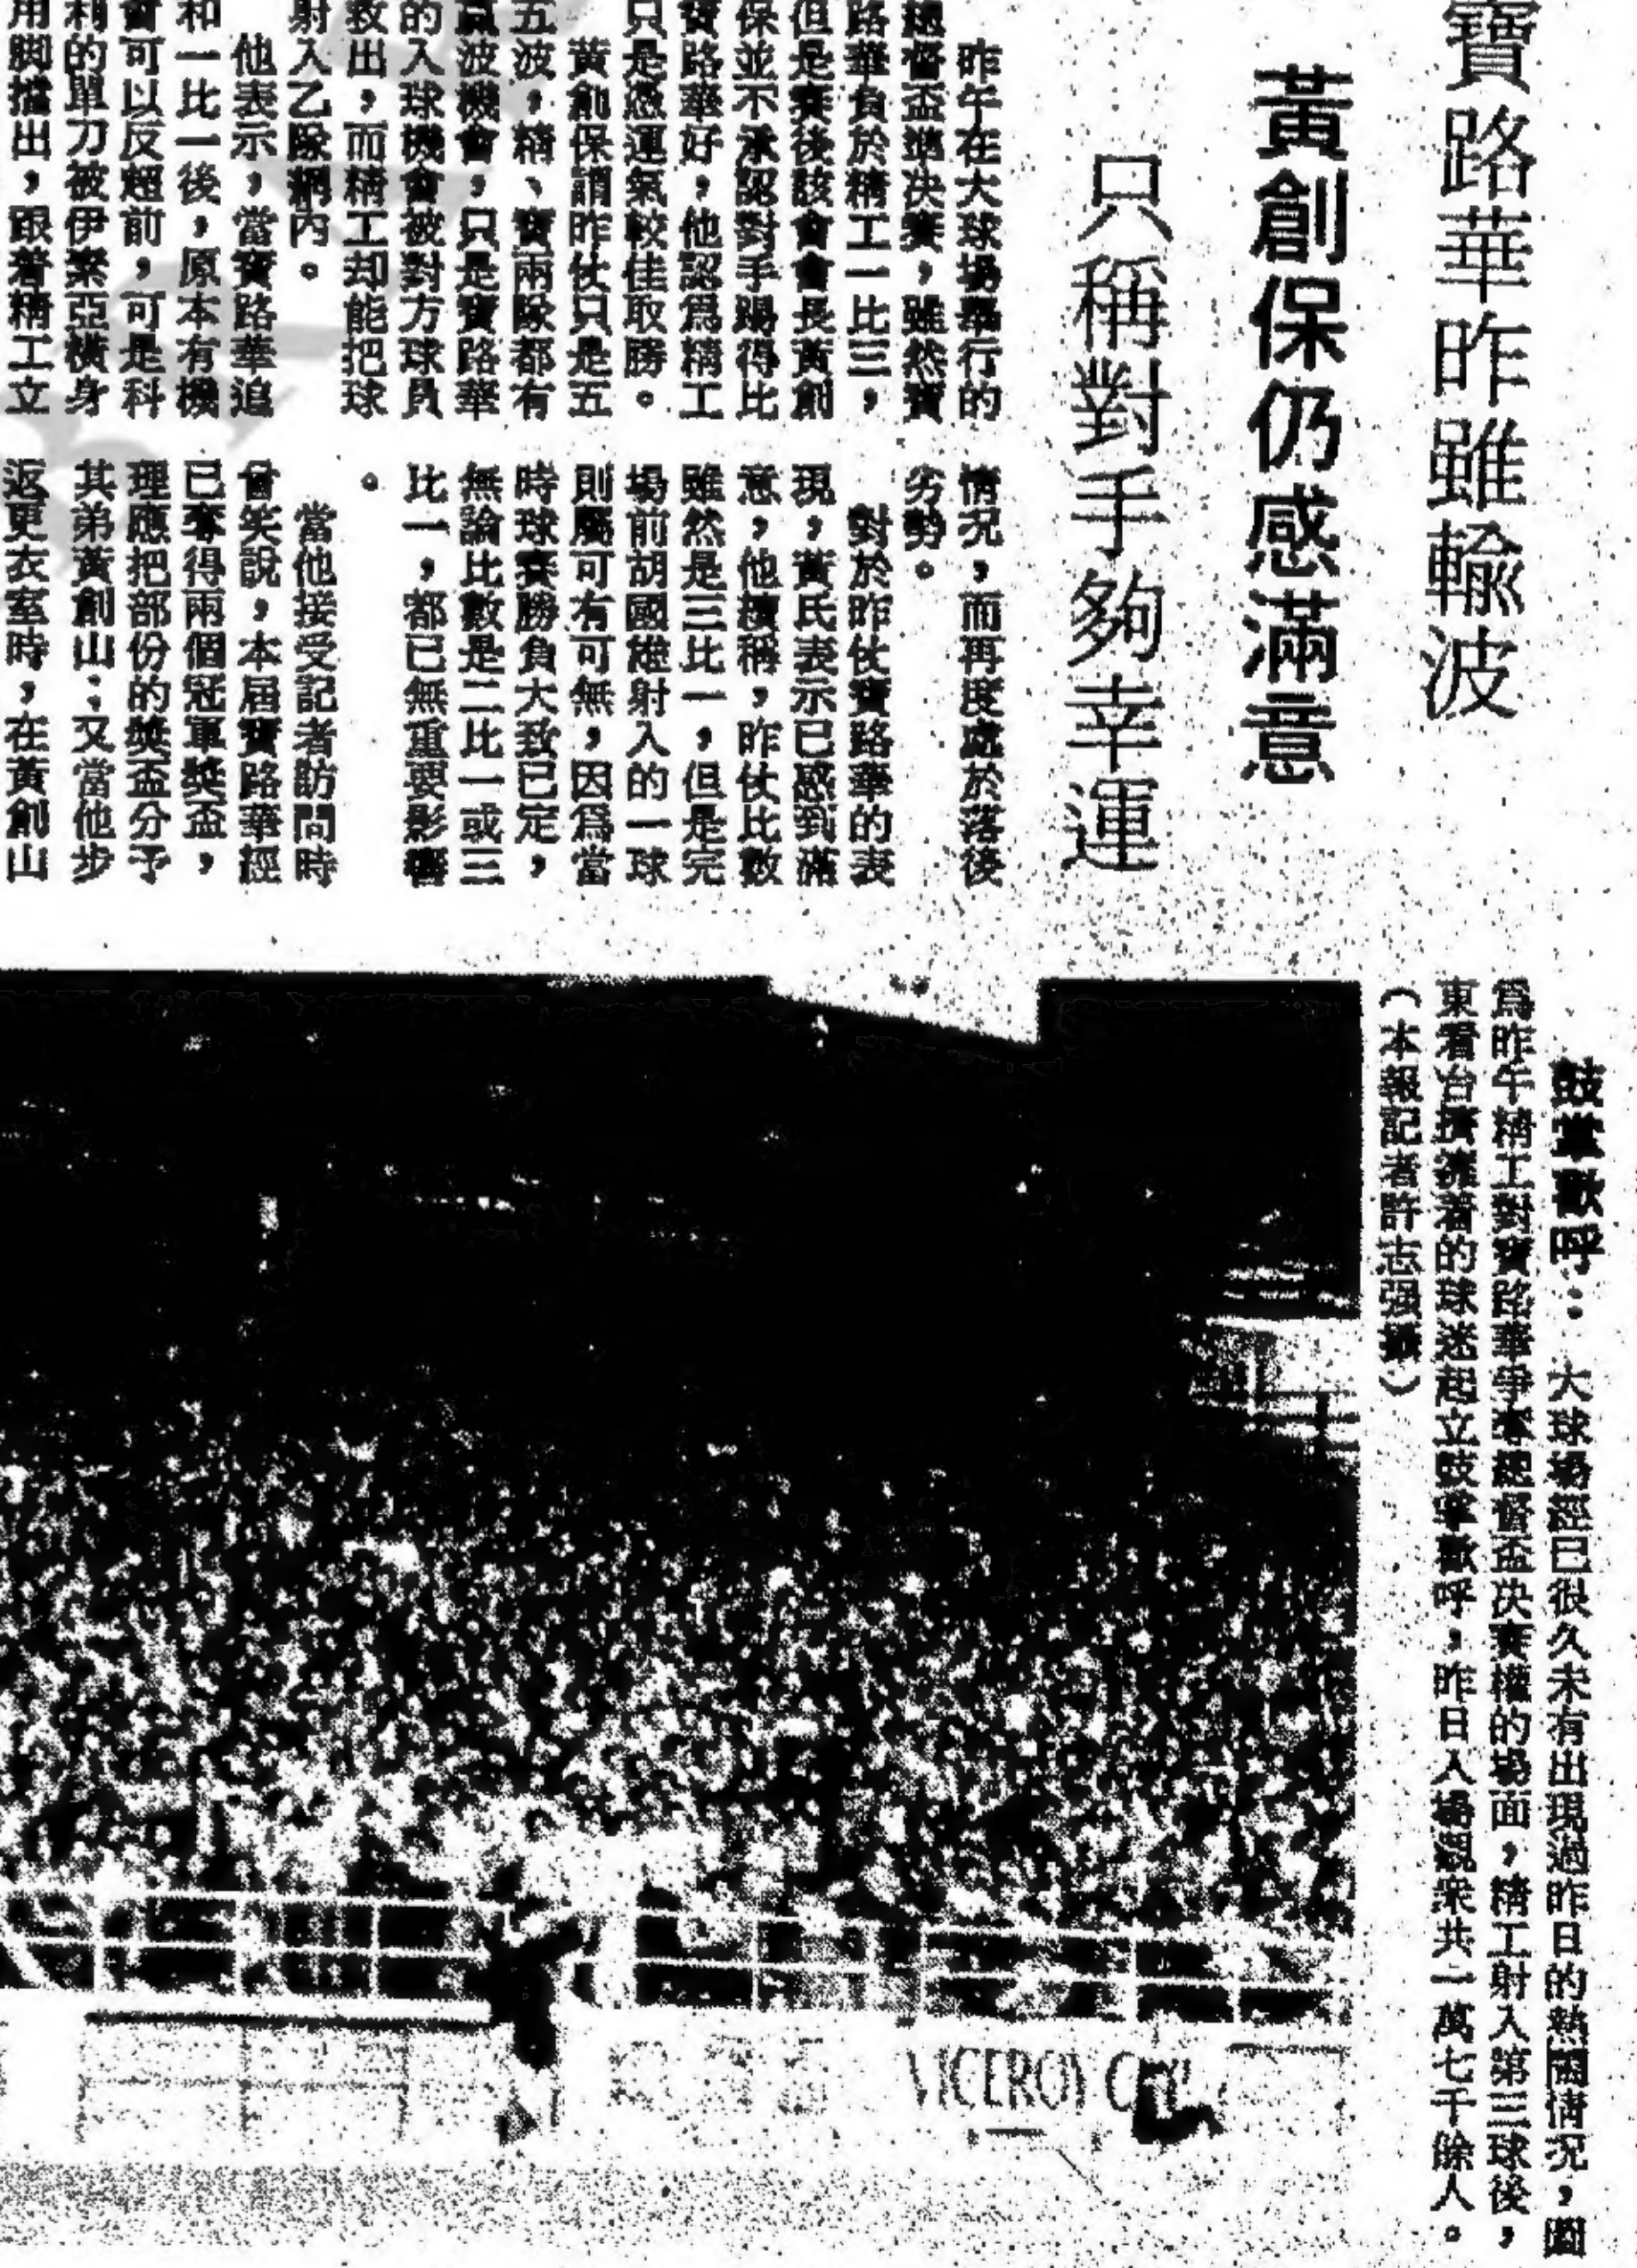 寶路華昨雖輸波
黃創保仍感滿意
只稱對手夠幸運
昨午在大球場舉行的
總督盃準決賽，雖然寶
路華負於精工一比三，
但是賽後該會會長黃創
保並不承認對手踢得比
寶路華好，他認爲精工
只是憑運氣較佳取勝。
黃創保謂昨仗只是五
五波，精、寶兩隊都有
贏波機會，只是寶路華
的入球機會被對方球員
救出，而精工却能把球
射入乙隊網內。
他表示，當寶路華追
和一比一後，原本有機
會可以反超前，可是科
利的單刀被伊秉亞橫身
用脚擋出，跟着精工立
情況，而再度處於落後
劣勢。
對於昨仗寶路華的表
現，黃氏表示已感到滿
意，他續稱，昨仗比數
雖然是三比一，但是完
場前胡國雄射入的一球
則屬可有可無，因爲當
時球賽勝負大致已定，
無論比數是二比一或三
比一，都已無重要影響
。
當他接受記者訪問時
曾笑說，本屆寶路華經
已奪得兩個冠軍獎盃，
理應把部份的獎盃分予
其弟黃創山；又當他步
返更衣室時，在黃創山
鼓掌歡呼：大球場經已很久未有出現過昨日的熱鬧情況，圖
爲昨午精工對寶路華爭奪總督盃決賽權的場面，精工射入第三球後，
東看台擠擁着的球迷起立鼓掌歡呼，昨日入場觀衆共一萬七千餘人。
（本報記者許志强攝）
VICEROY